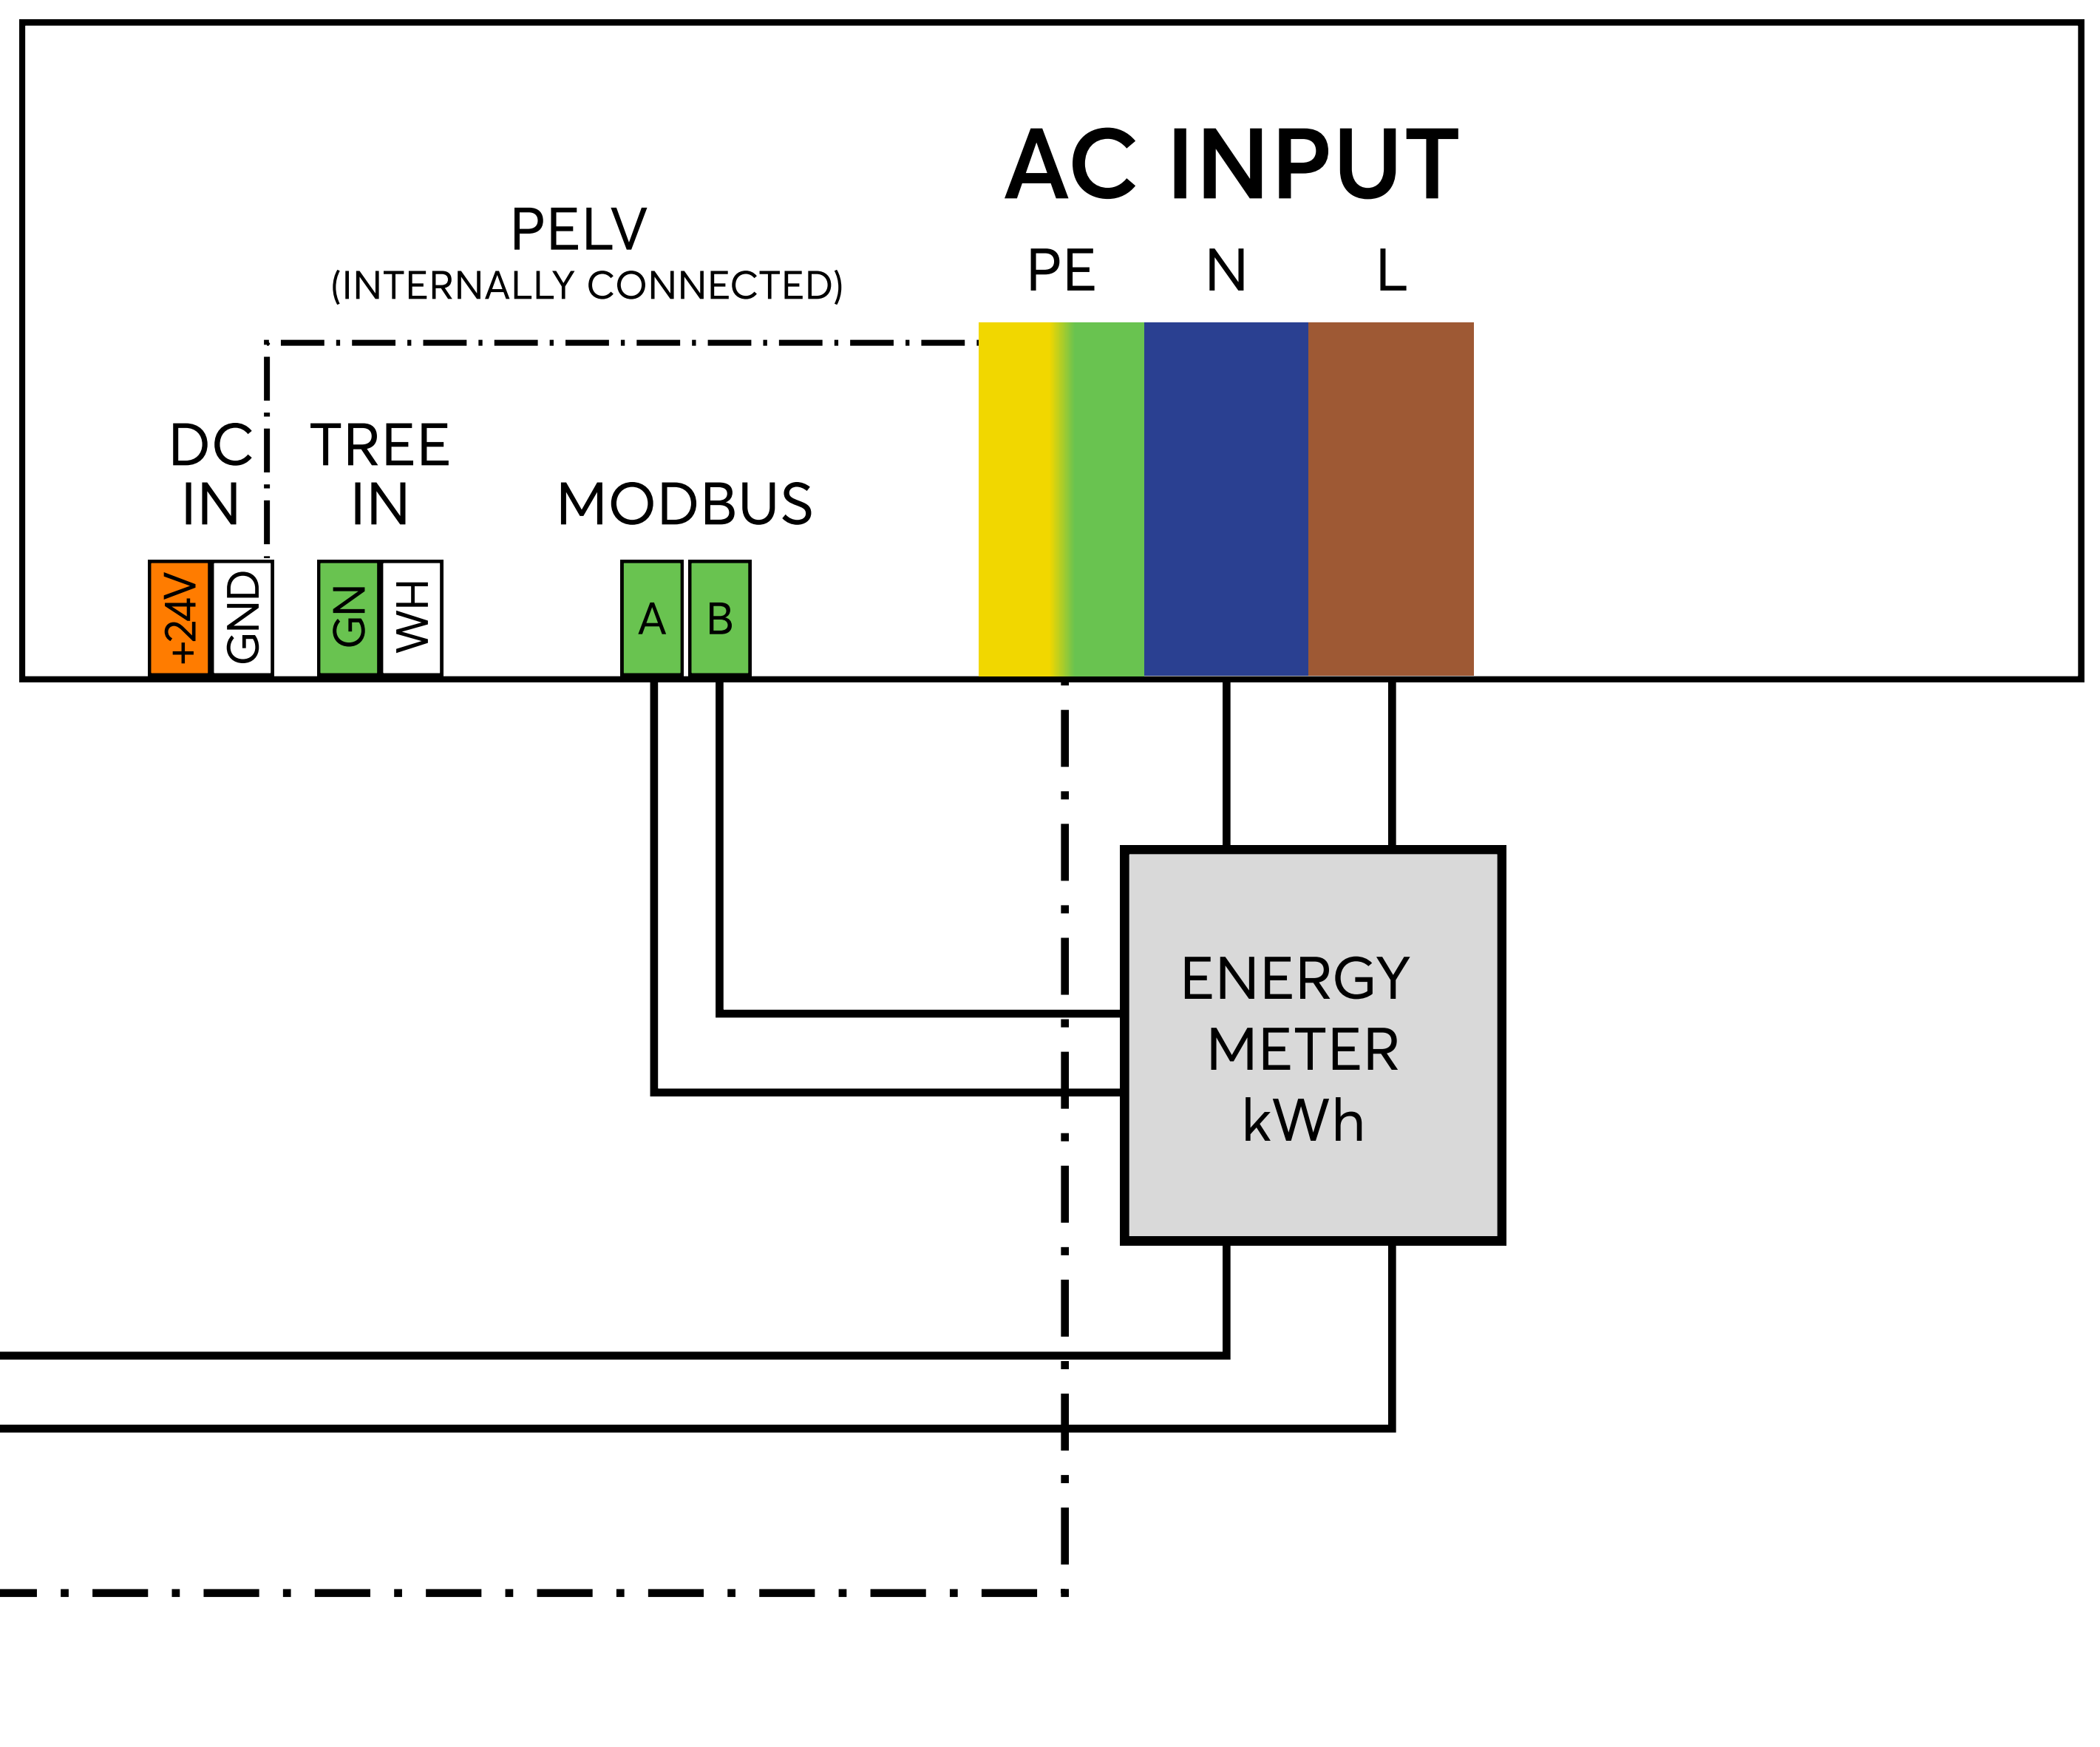 AC INPUT
PELV
(INTERNALLY CONNECTED)
PE
N
L
DC
IN
TREE
IN
MODBUS
+24V
GND
GN
WH
A
B
ENERGY
METER
kWh